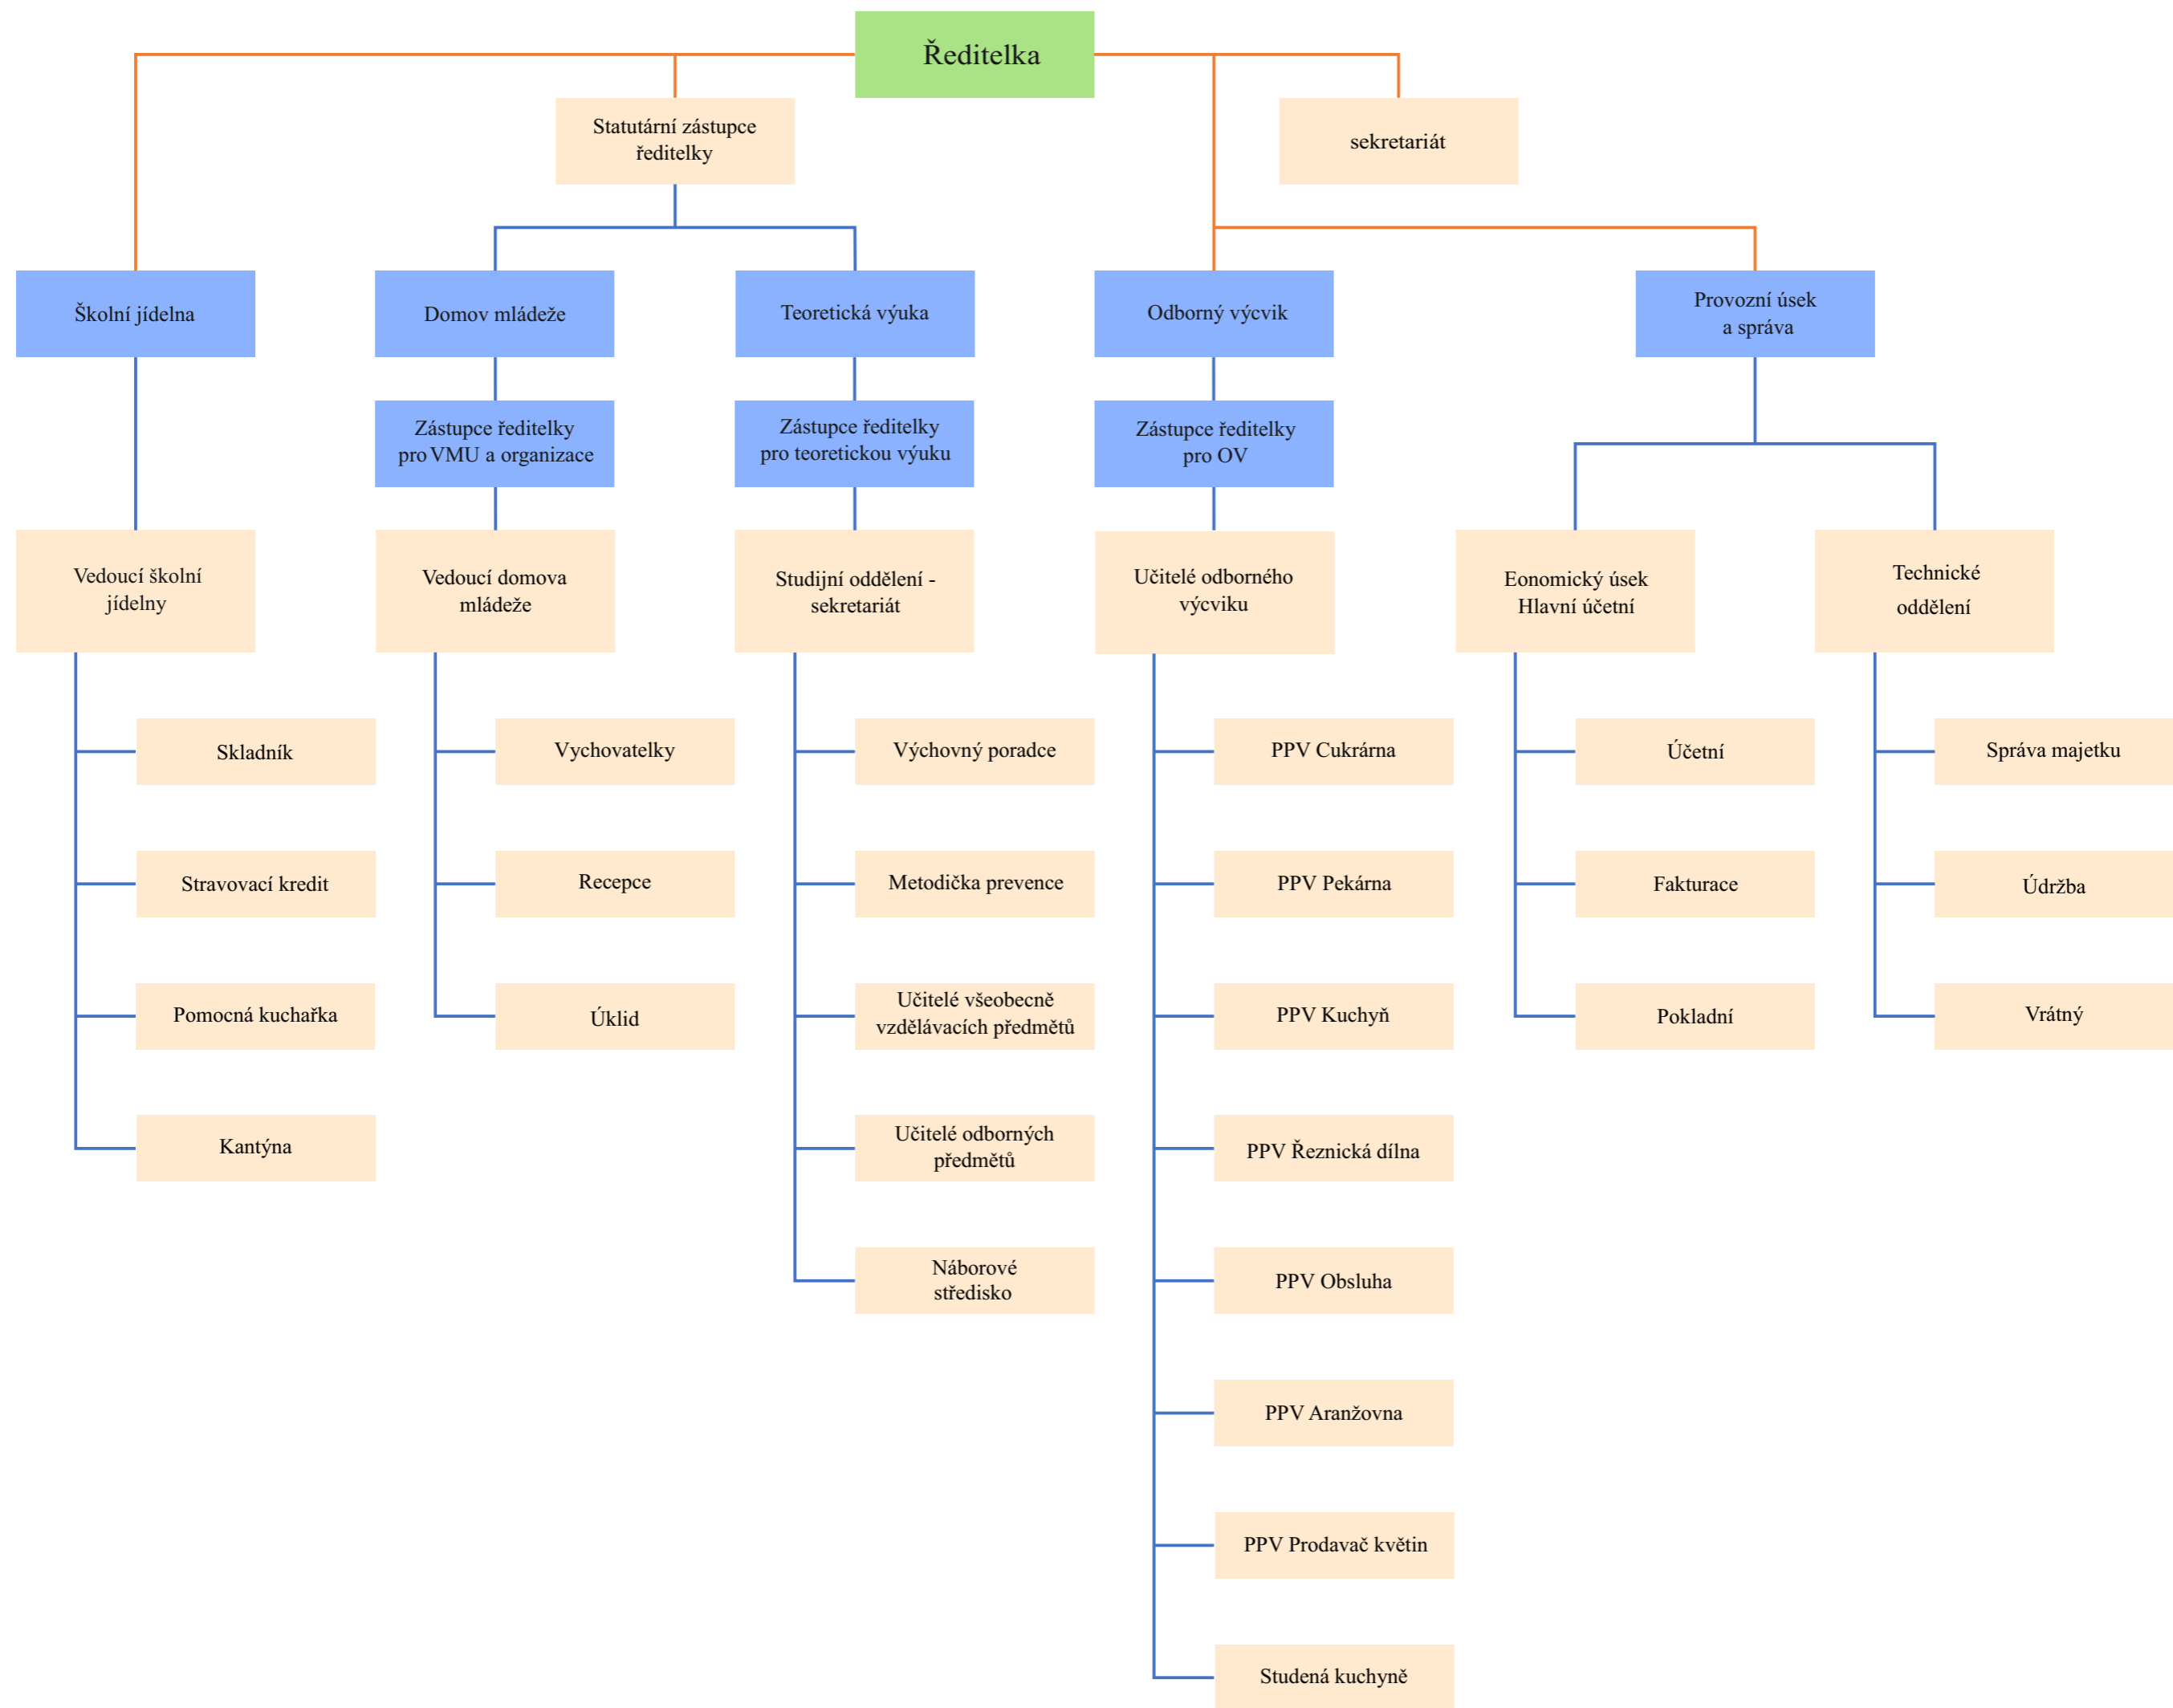 Ředitelka
Statutární zástupce
ředitelky
sekretariát
Školní jídelna
Domov mládeže
Teoretická výuka
Odborný výcvik
Provozní úsek
a správa
Zástupce ředitelky
pro VMU a organizace
Zástupce ředitelky
pro teoretickou výuku
Zástupce ředitelky
pro OV
Vedoucí školní
jídelny
Vedoucí domova
mládeže
Studijní oddělení -
sekretariát
Učitelé odborného
výcviku
Eonomický úsek
Hlavní účetní
Technické
oddělení
Skladník
Vychovatelky
Výchovný poradce
PPV Cukrárna
Účetní
Správa majetku
Stravovací kredit
Recepce
Metodička prevence
PPV Pekárna
Fakturace
Údržba
Pomocná kuchařka
Úklid
Učitelé všeobecně
vzdělávacích předmětů
PPV Kuchyň
Pokladní
Vrátný
Kantýna
Učitelé odborných
předmětů
PPV Řeznická dílna
Náborové
středisko
PPV Obsluha
PPV Aranžovna
PPV Prodavač květin
Studená kuchyně